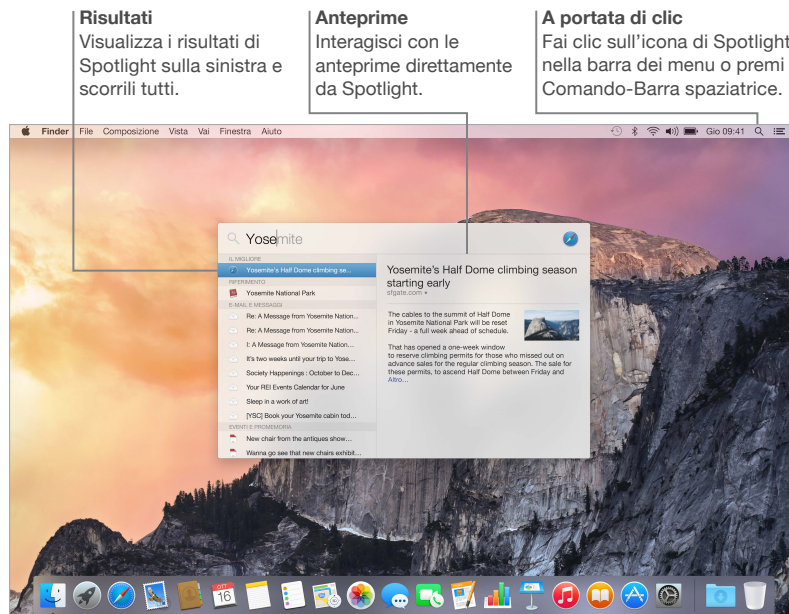 Risultati
Visualizza i risultati di
Spotlight sulla sinistra e
scorrili tutti.
Anteprime
Interagisci con le
anteprime direttamente
da Spotlight.
A portata di clic
Fai clic sull'icona di Spotlight
nella barra dei menu o premi
Comando-Barra spaziatrice.
Finder File Composizione Vista Vai Finestra Aiuto Gio 09:41
Yosemite
IL MIGLIORE
Yosemite's Half Dome climbing se...
RIFERIMENTO
Yosemite National Park
E-MAIL E MESSAGGI
Re: A Message from Yosemite Nation...
Re: A Message from Yosemite Nation...
I: A Message from Yosemite Nation…
It's two weeks until your trip to Yose…
Society Happenings : October to Dec…
Your REI Events Calendar for June
Sleep in a work of art!
[YSC] Book your Yosemite cabin tod…
EVENTI E PROMEMORIA
New chair from the antiques show…
Wanna go see that new chairs exhibit…
Yosemite's Half Dome climbing season
starting early
sfgate.com
The cables to the summit of Half Dome
in Yosemite National Park will be reset
Friday - a full week ahead of schedule.
That has opened a one-week window
to reserve climbing permits for those who missed out on
advance sales for the regular climbing season. The sale for
these permits, to ascend Half Dome between Friday and
Altro…
OTT
16